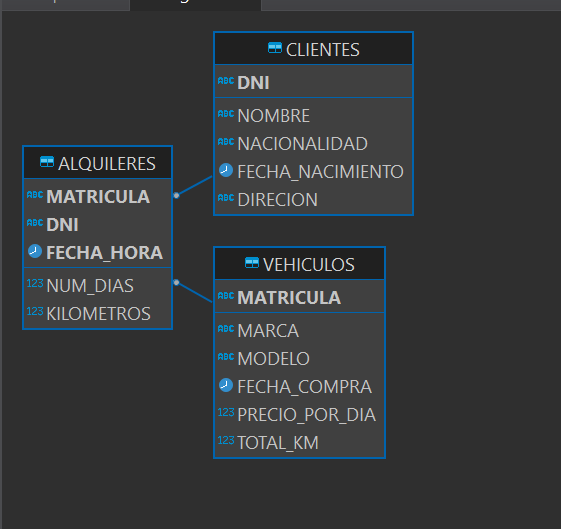 CLIENTES
ABC DNI
ABC NOMBRE
ABC NACIONALIDAD
FECHA_NACIMIENTO
ABC DIRECION
ALQUILERES
ABC MATRICULA
ABC DNI
FECHA_HORA
123 NUM_DIAS
123 KILOMETROS
VEHICULOS
ABC MATRICULA
ABC MARCA
ABC MODELO
FECHA_COMPRA
123 PRECIO_POR_DIA
123 TOTAL_KM